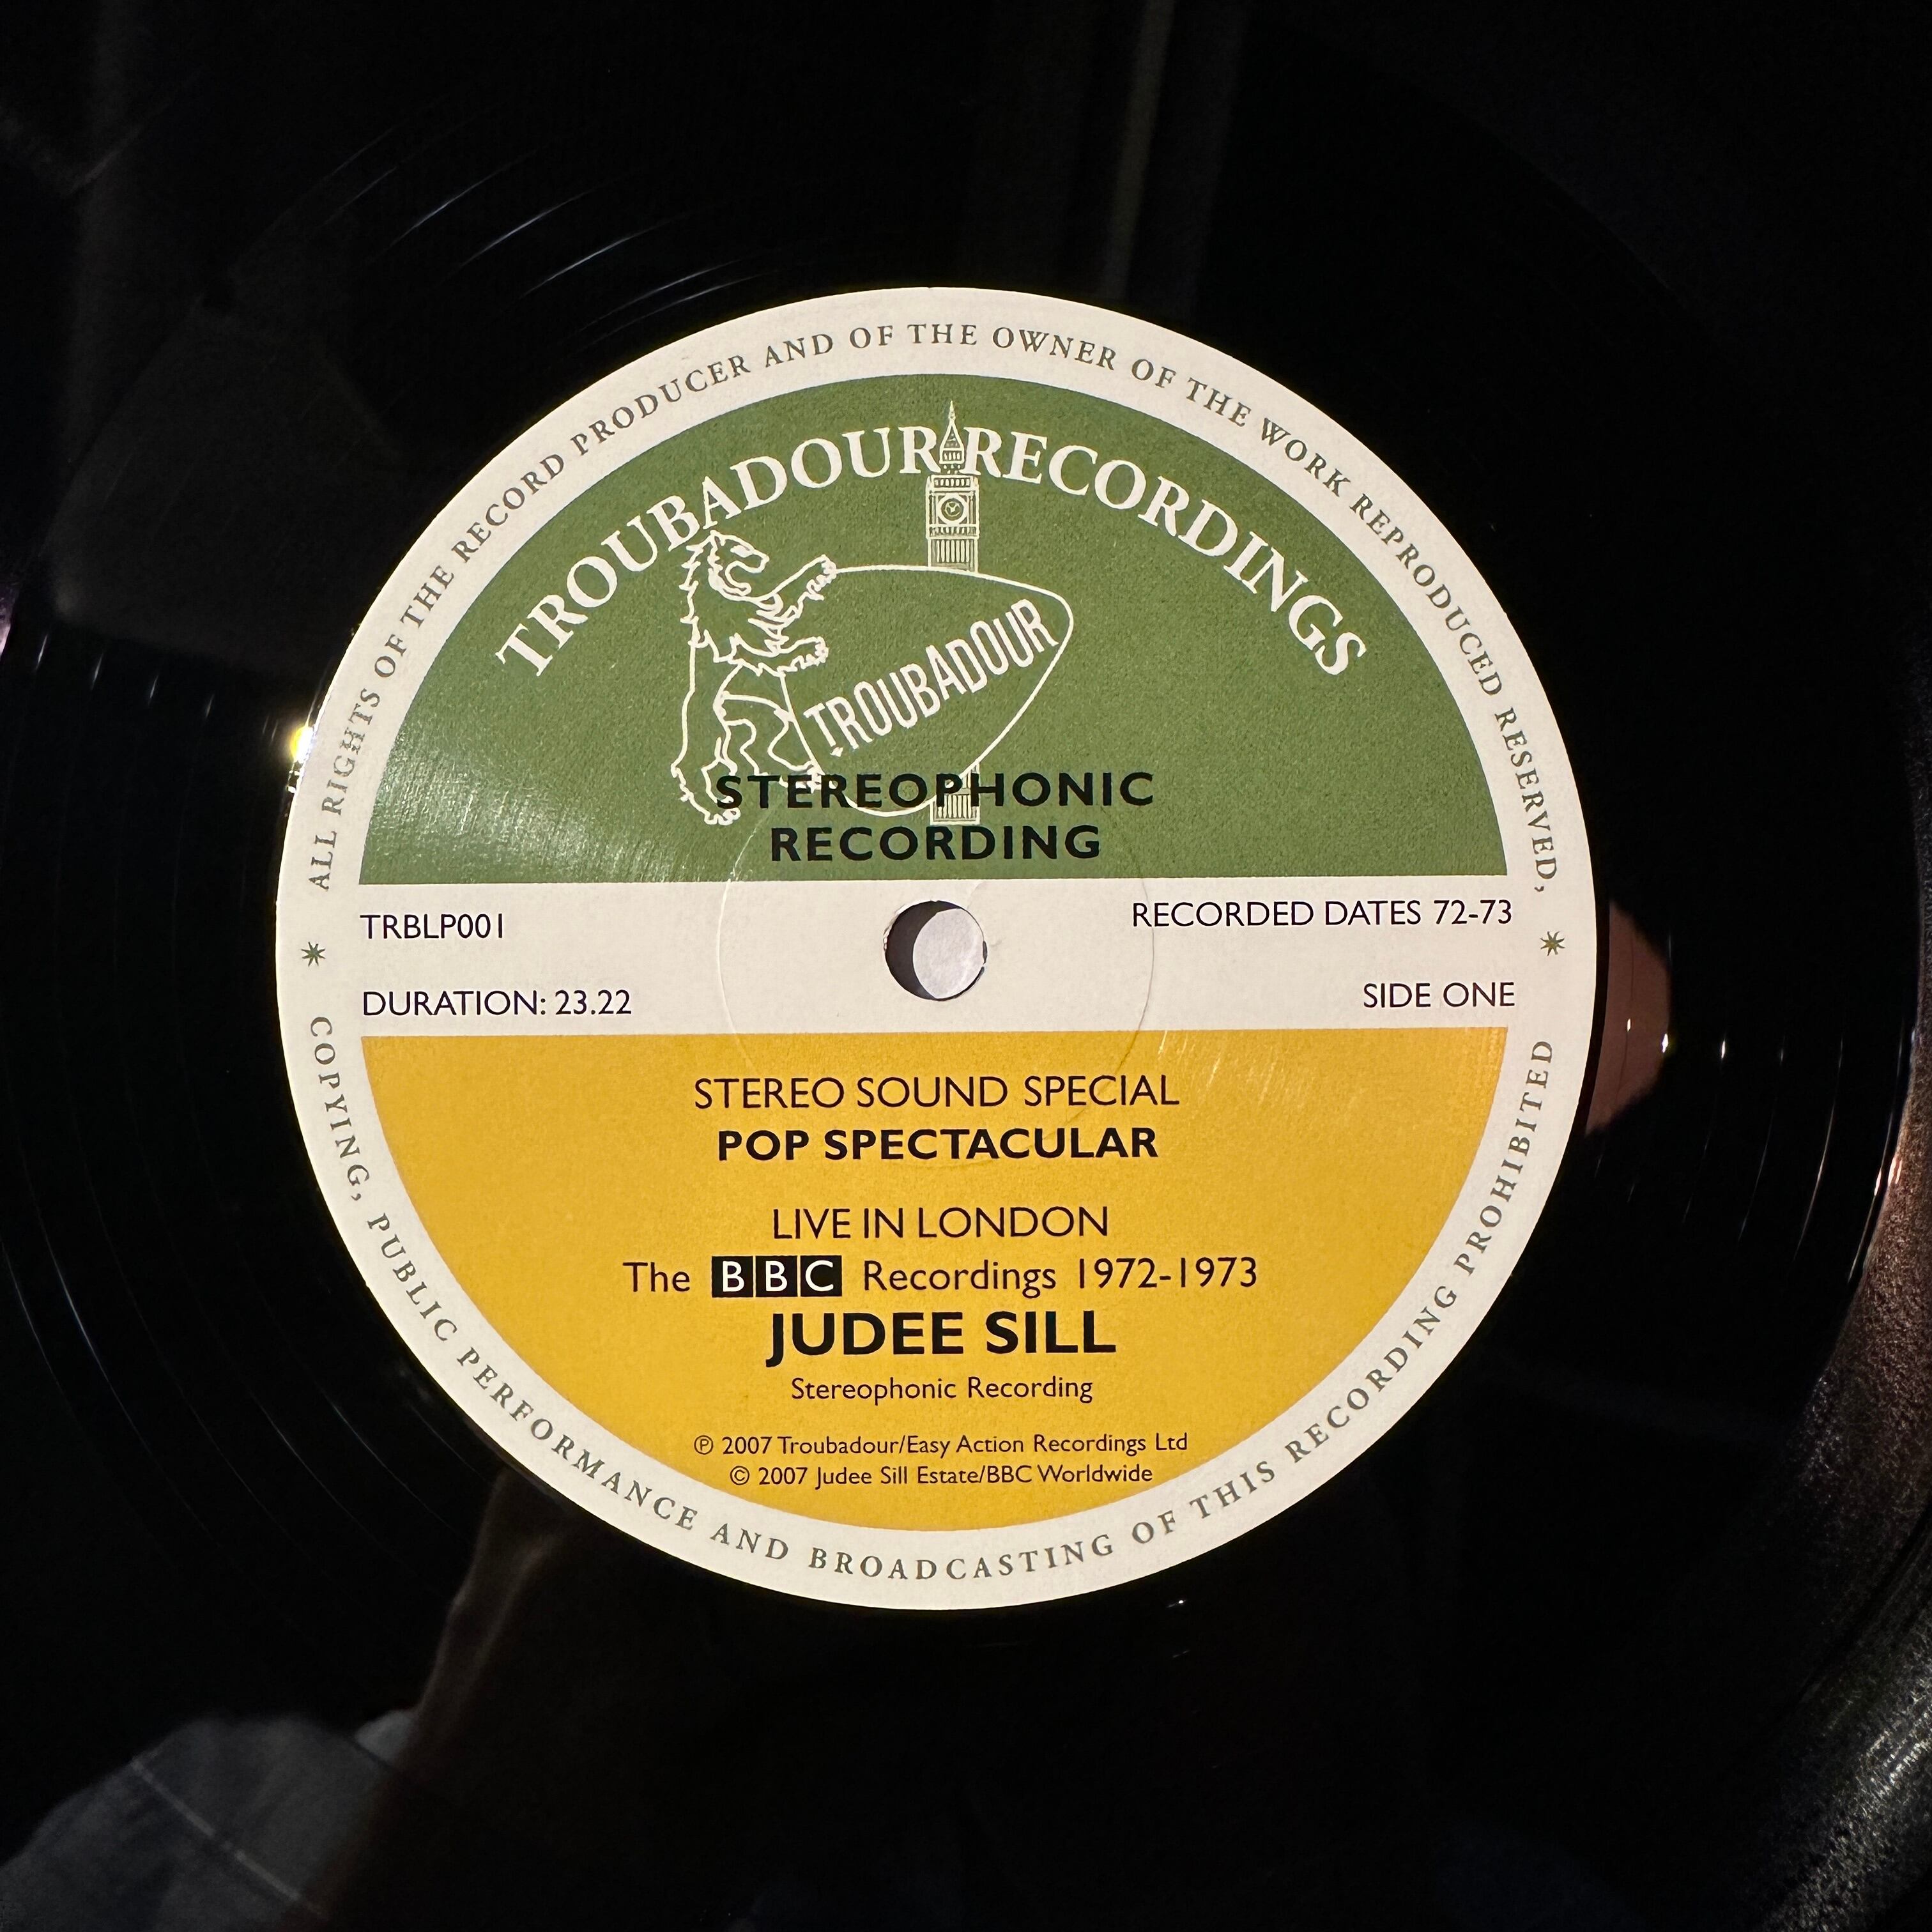 ALL RIGHTS OF THE RECORD PRODUCER AND OF THE OWNER OF THE WORK REPRODUCED RESERVED,
TROUBADOUR RECORDINGS
TROUBADOUR
STEREOPHONIC
RECORDING
TRBLP001
RECORDED DATES 72-73
DURATION: 23.22
SIDE ONE
STEREO SOUND SPECIAL
POP SPECTACULAR
LIVE IN LONDON
The BBC Recordings 1972-1973
JUDEE SILL
Stereophonic Recording
℗ 2007 Troubadour/Easy Action Recordings Ltd
© 2007 Judee Sill Estate/BBC Worldwide
COPYING, PUBLIC PERFORMANCE AND BROADCASTING OF THIS RECORDING PROHIBITED